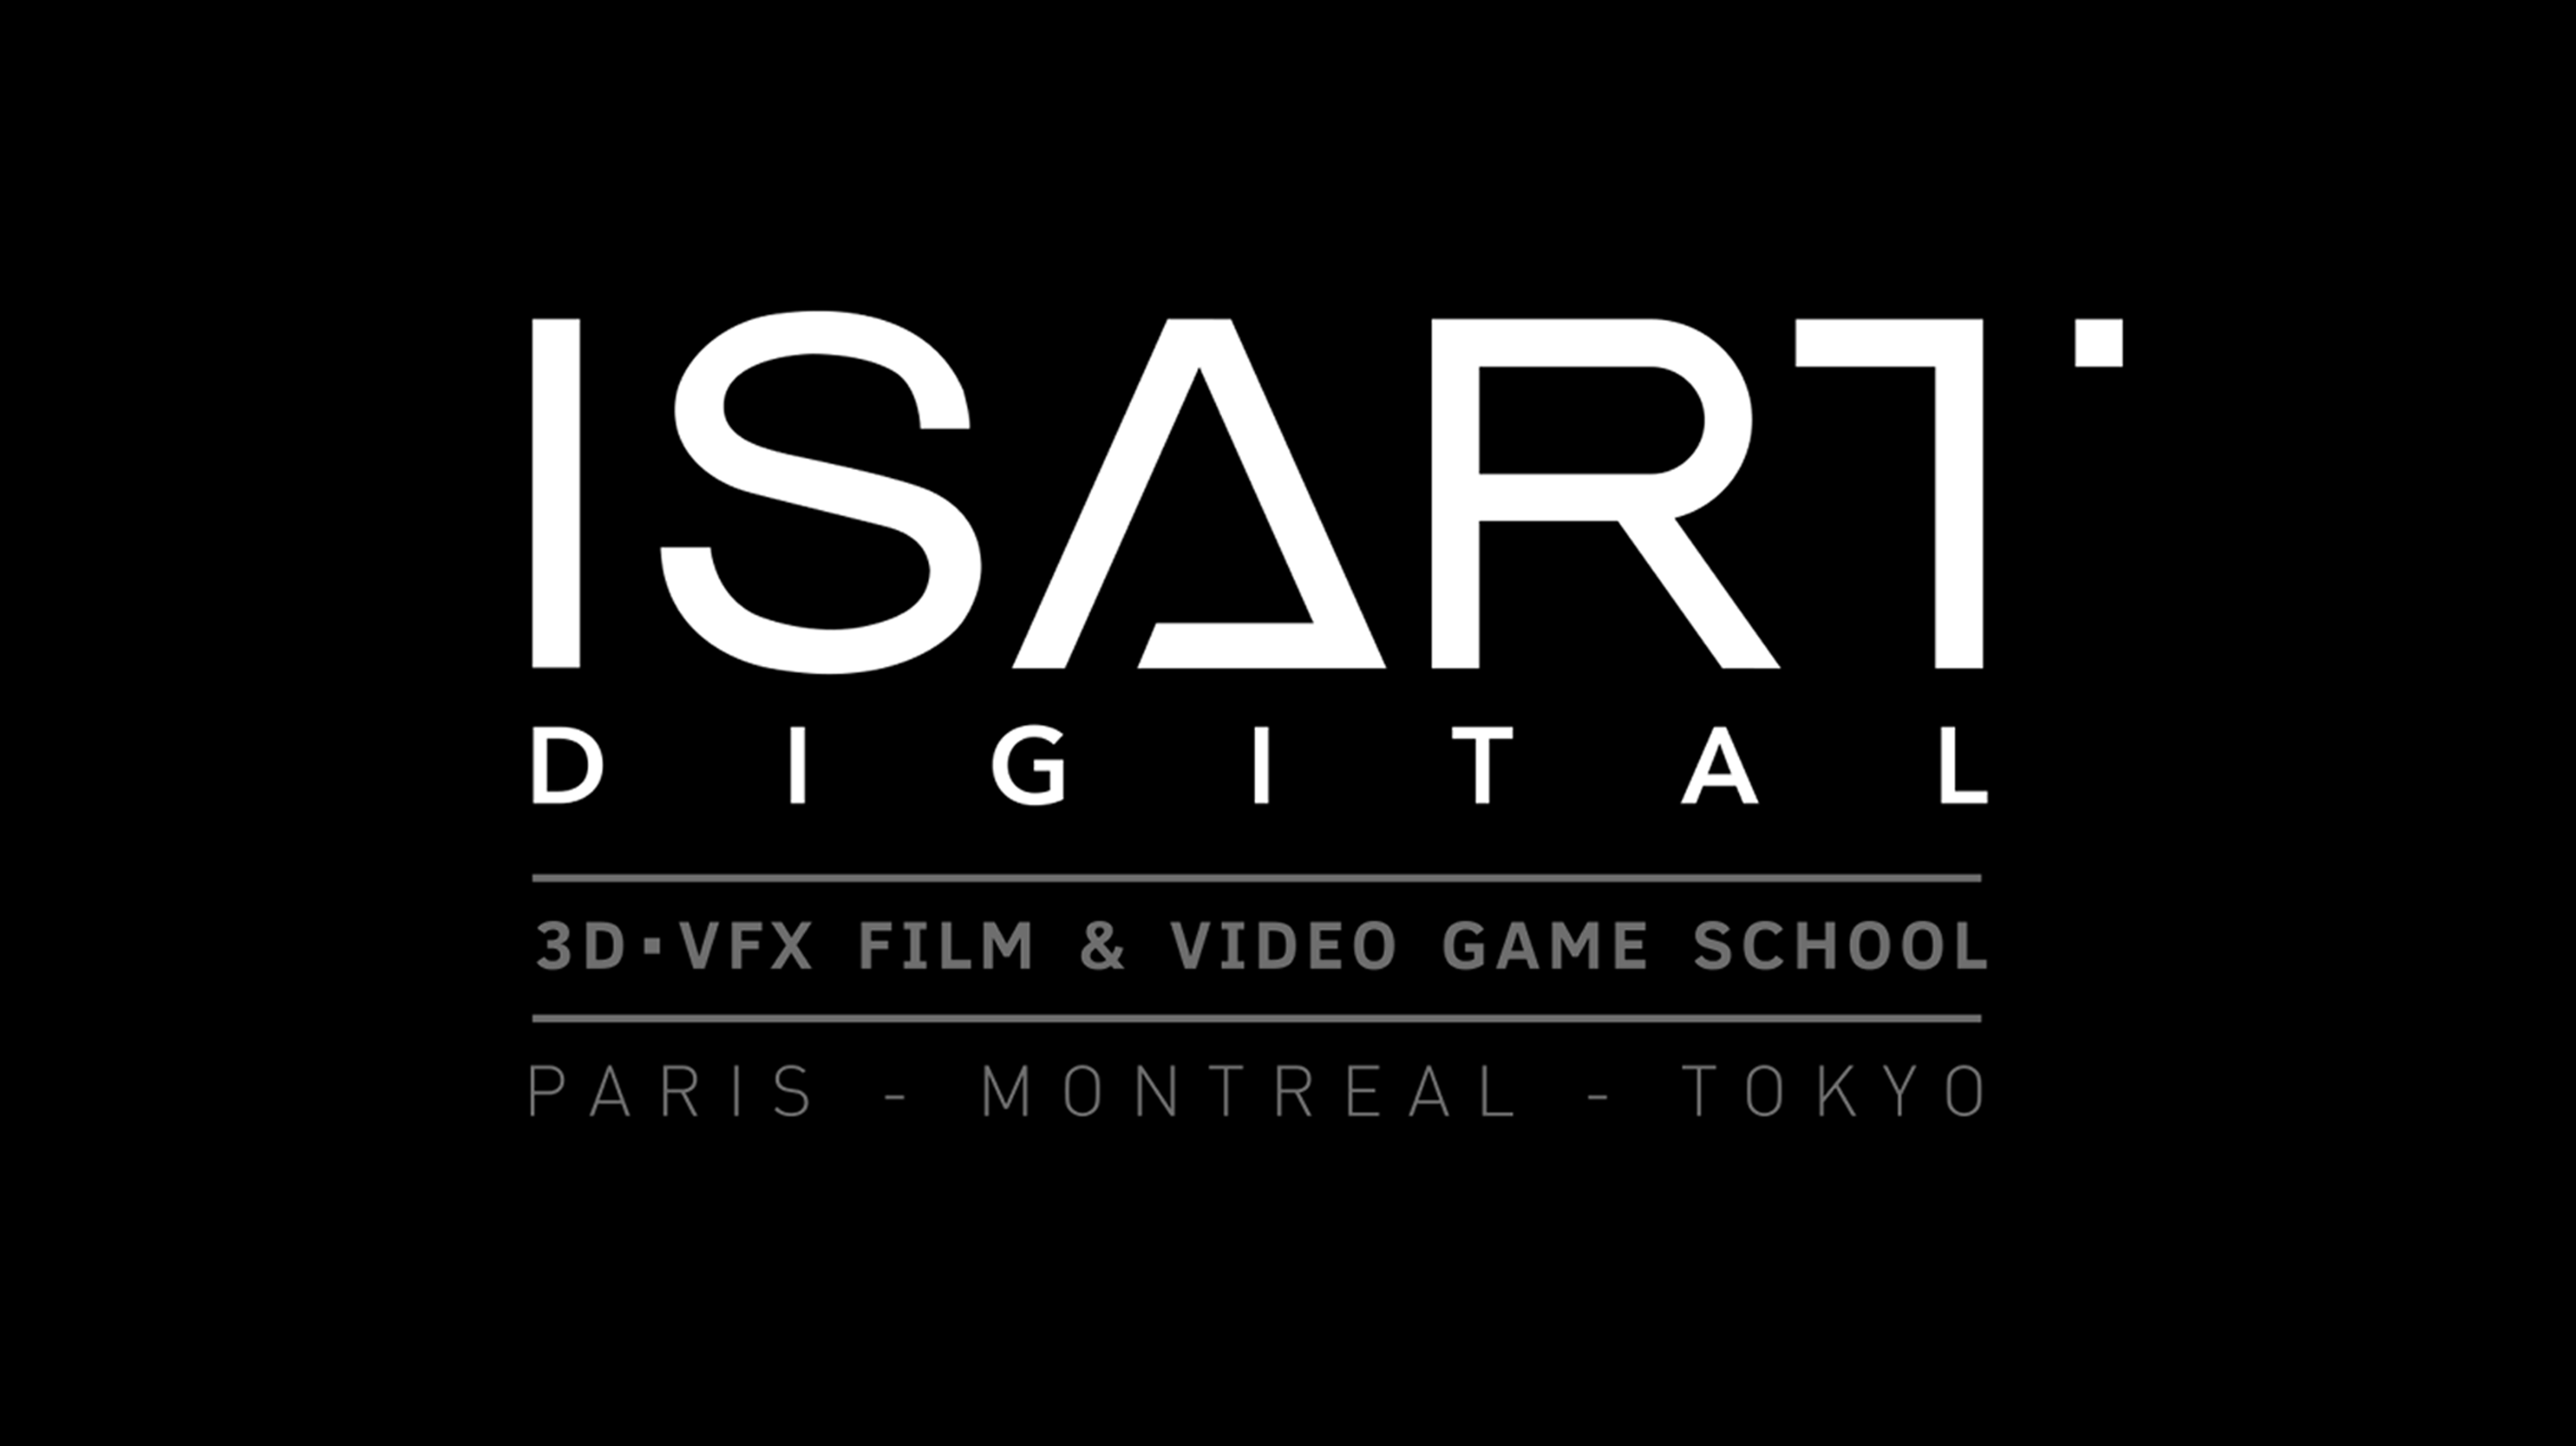 ISART
DIGITAL
3D·VFX FILM & VIDEO GAME SCHOOL
PARIS - MONTREAL - TOKYO